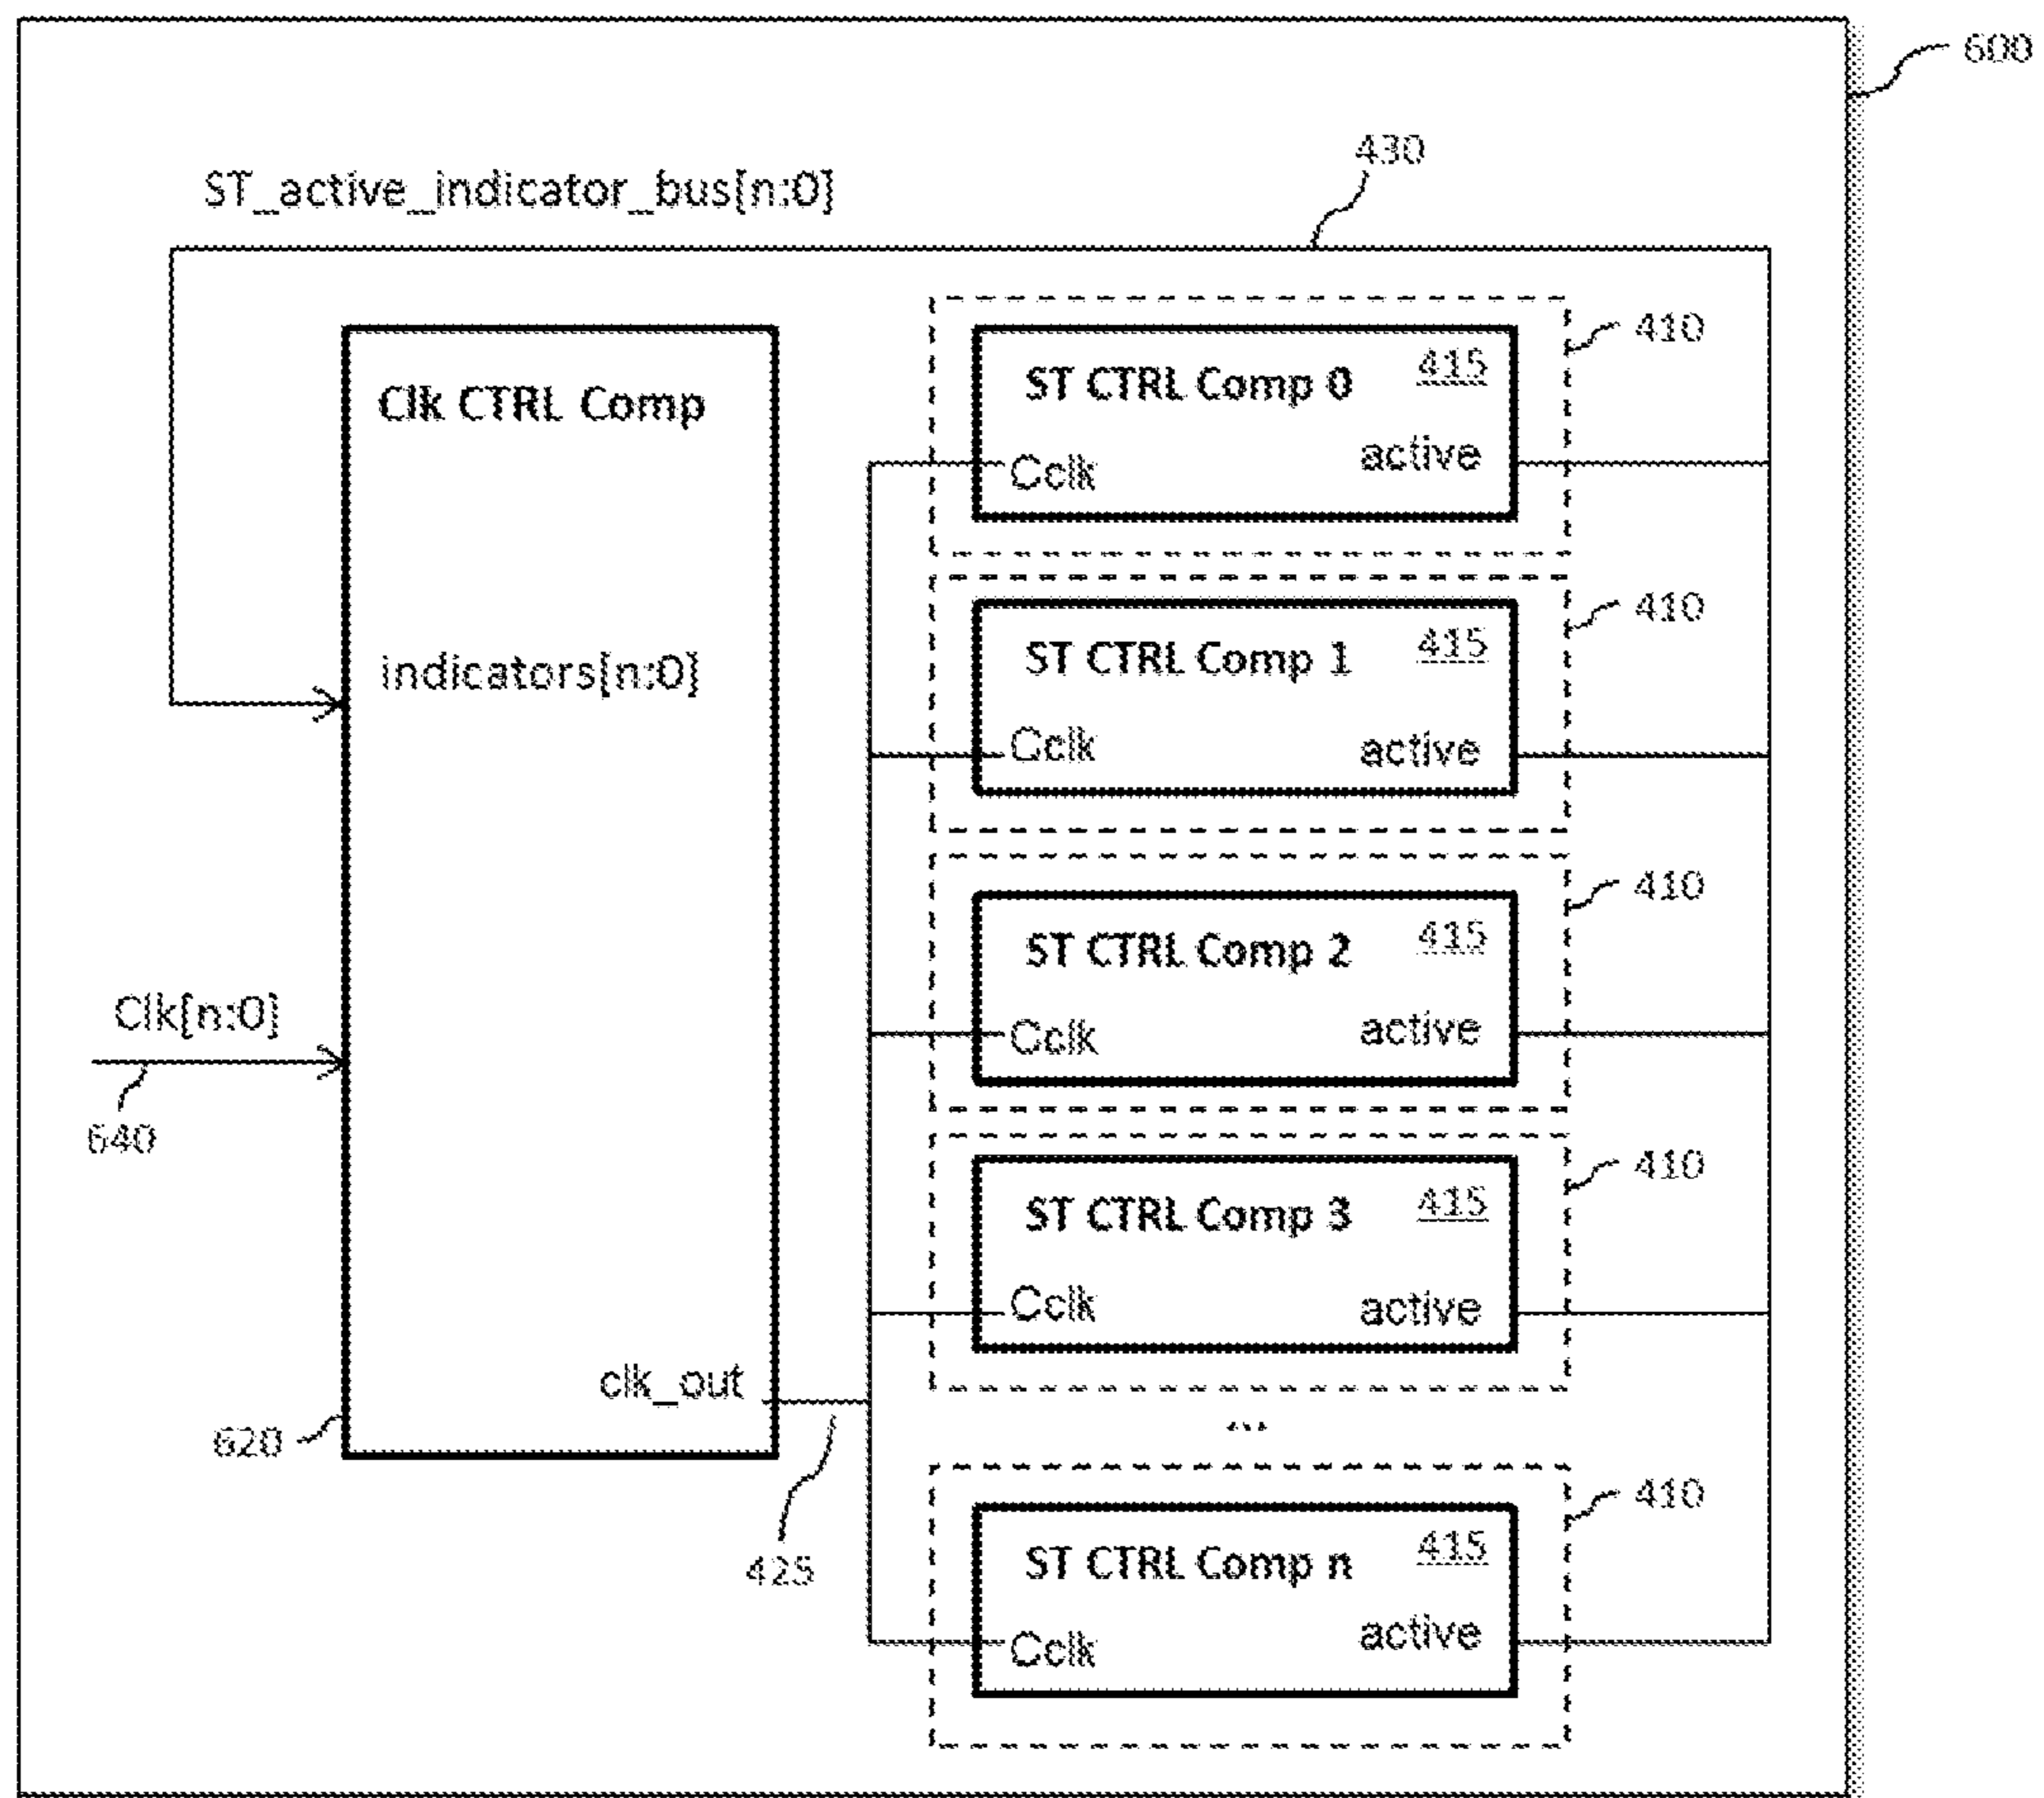 600
430
ST_active_indicator_bus[n:0]
410
ST CTRL Comp 0 415
Clk CTRL Comp
Cclk active
410
ST CTRL Comp 1 415
indicators[n:0]
Cclk active
410
ST CTRL Comp 2 415
Clk[n:0]
Cclk active
640
410
ST CTRL Comp 3 415
Cclk active
clk_out
...
620
410
ST CTRL Comp n 415
425
Cclk active